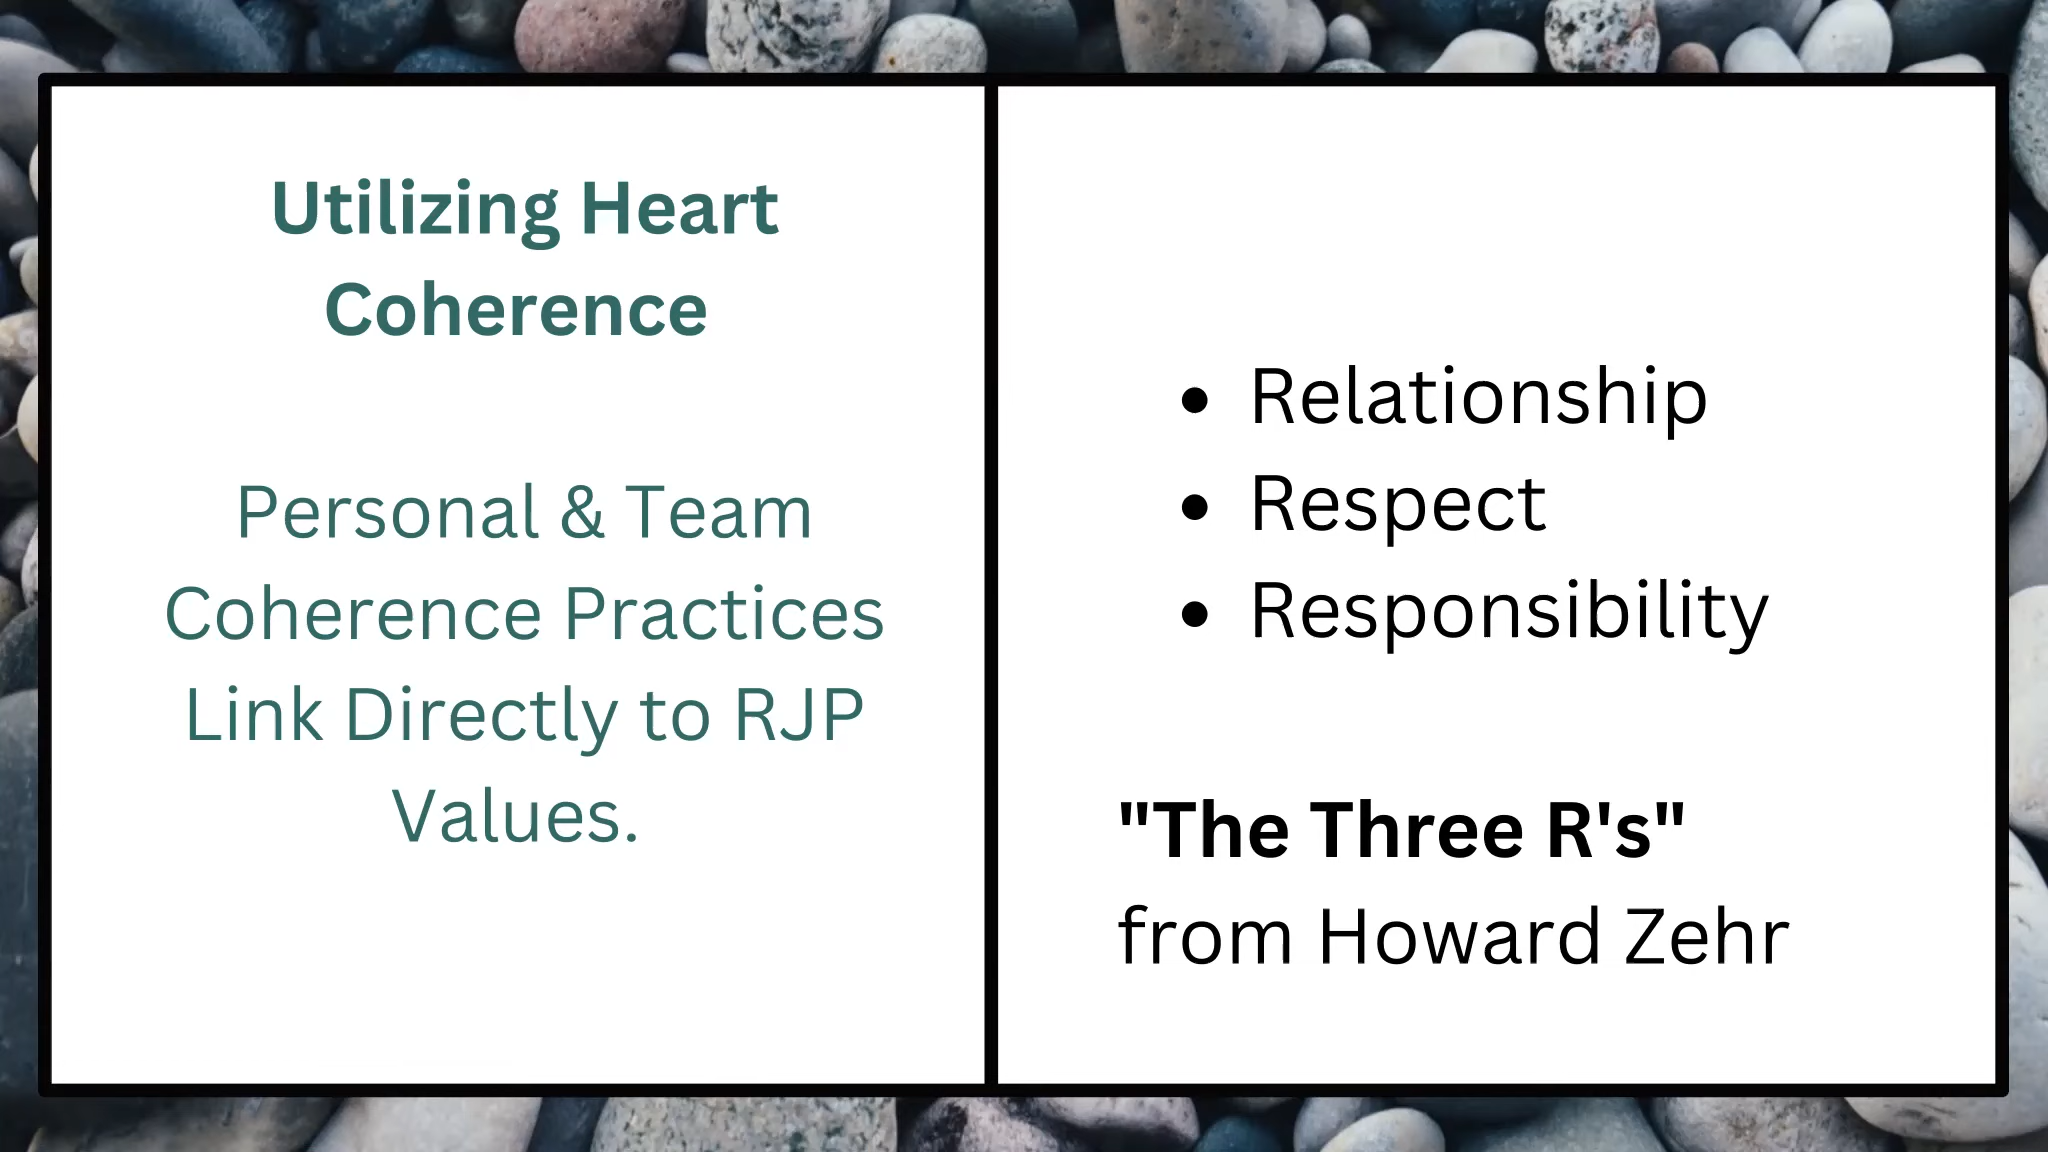 Utilizing Heart
Coherence
Personal & Team
Coherence Practices
Link Directly to RJP
Values.
• Relationship
• Respect
• Responsibility
"The Three R's"
from Howard Zehr